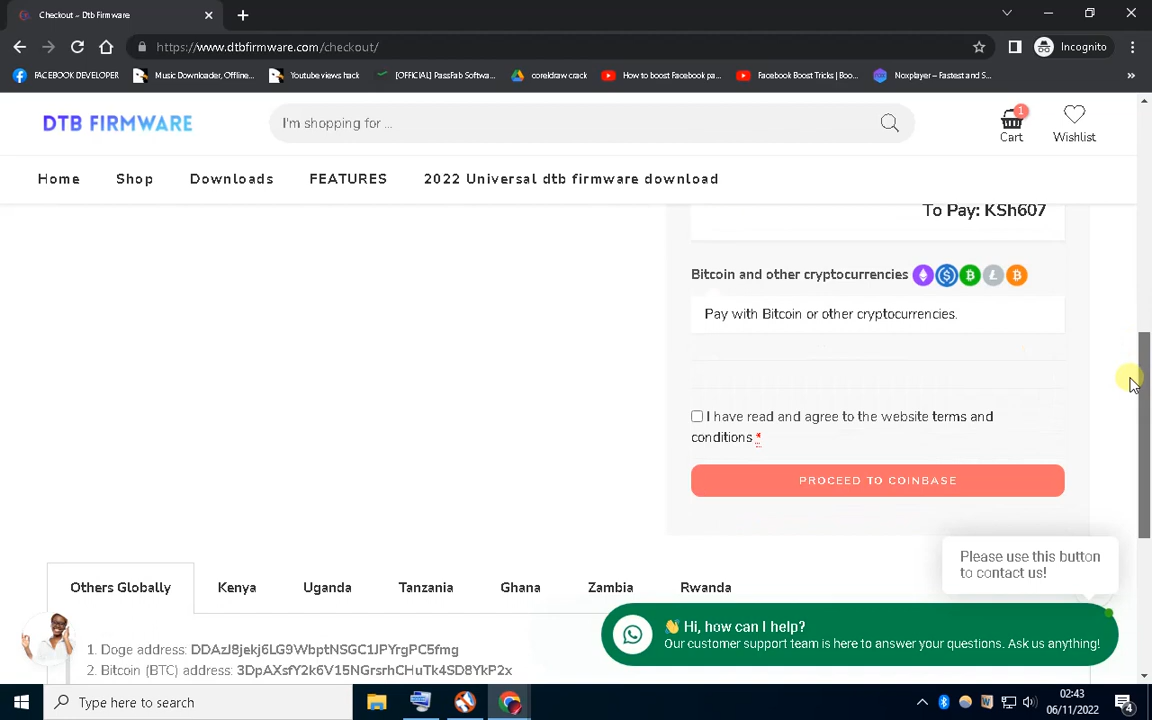 Checkout - Dtb Firmware
https://www.dtbfirmware.com/checkout/
Incognito
FACEBOOK DEVELOPER
Music Downloader, Offline...
Youtube views hack
[OFFICIAL] PassFab Softwa...
coreldraw crack
How to boost Facebook pa...
Facebook Boost Tricks | Boo...
Noxplayer – Fastest and S...
»
DTB FIRMWARE
I'm shopping for ...
1
Cart
Wishlist
Home
Shop
Downloads
FEATURES
2022 Universal dtb firmware download
To Pay: KSh607
Bitcoin and other cryptocurrencies
Pay with Bitcoin or other cryptocurrencies.
I have read and agree to the website terms and
conditions *
PROCEED TO COINBASE
Please use this button
to contact us!
Others Globally
Kenya
Uganda
Tanzania
Ghana
Zambia
Rwanda
👋 Hi, how can I help?
Our customer support team is here to answer your questions. Ask us anything!
1. Doge address: DDAzJ8jekj6LG9WbptNSGC1JPYrgPC5fmg
2. Bitcoin (BTC) address: 3DpAXsfY2k6V15NGrsrhCHuTk4SD8YkP2x
Type here to search
02:43
06/11/2022
4